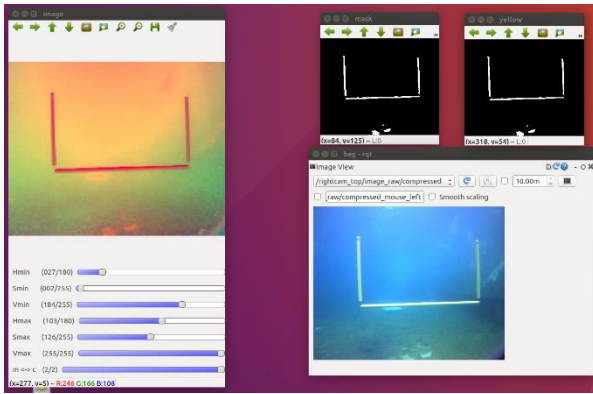 image
Hmin (027/180)
Smin (002/255)
Vmin (184/255)
Hmax (103/180)
Smax (126/255)
Vmax (255/255)
in <-> c (2/2)
(x=277, y=5) ~ R:246 G:166 B:108
mask
(x=84, y=125) ~ L:0
yellow
(x=318, y=54) ~ L:0
bag - rqt
Image View
/rightcam_top/image_raw/compressed
10.00m
raw/compressed_mouse_left
Smooth scaling